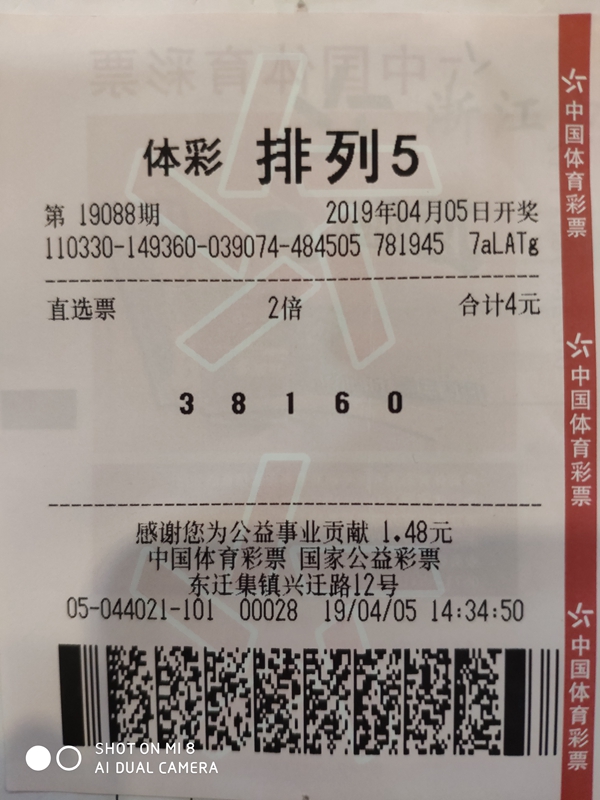 体彩 排列5
第 19088期 2019年04月05日开奖
110330-149360-039074-484505 781945 7aLATg
直选票 2倍 合计4元
3 8 1 6 0
感谢您为公益事业贡献 1.48元
中国体育彩票 国家公益彩票
东迁集镇兴迁路12号
05-044021-101 00028 19/04/05 14:34:50
中国体育彩票
中国体育彩票
中国体育彩票
SHOT ON MI 8
AI DUAL CAMERA